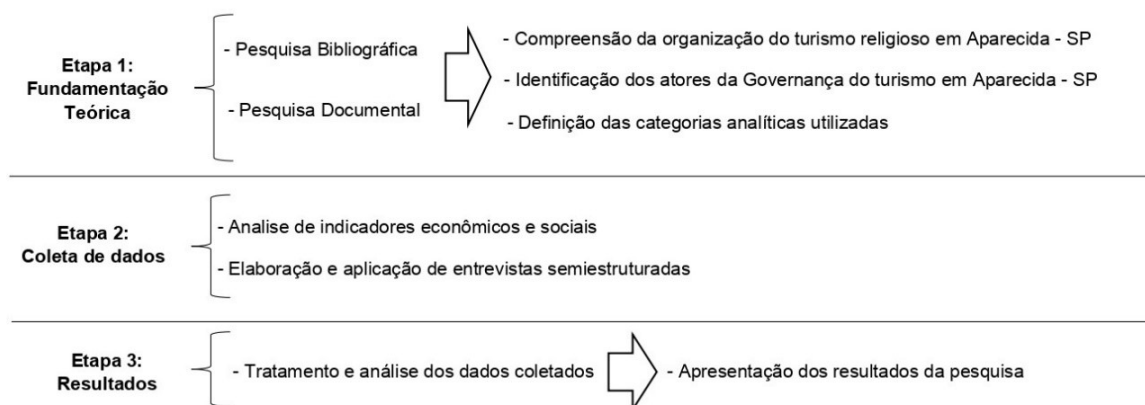 Etapa 1:
Fundamentação
Teórica
- Pesquisa Bibliográfica
- Pesquisa Documental
- Compreensão da organização do turismo religioso em Aparecida - SP
- Identificação dos atores da Governança do turismo em Aparecida - SP
- Definição das categorias analíticas utilizadas
Etapa 2:
Coleta de dados
- Analise de indicadores econômicos e sociais
- Elaboração e aplicação de entrevistas semiestruturadas
Etapa 3:
Resultados
- Tratamento e análise dos dados coletados
- Apresentação dos resultados da pesquisa